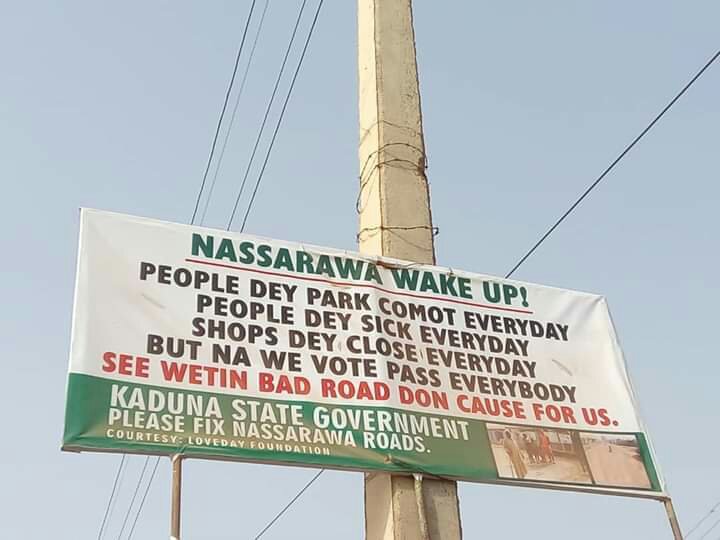 NASSARAWA WAKE UP!
PEOPLE DEY PARK COMOT EVERYDAY
PEOPLE DEY SICK EVERYDAY
SHOPS DEY CLOSE EVERYDAY
BUT NA WE VOTE PASS EVERYBODY
SEE WETIN BAD ROAD DON CAUSE FOR US.
KADUNA STATE GOVERNMENT
PLEASE FIX NASSARAWA ROADS.
COURTESY: LOVEDAY FOUNDATION